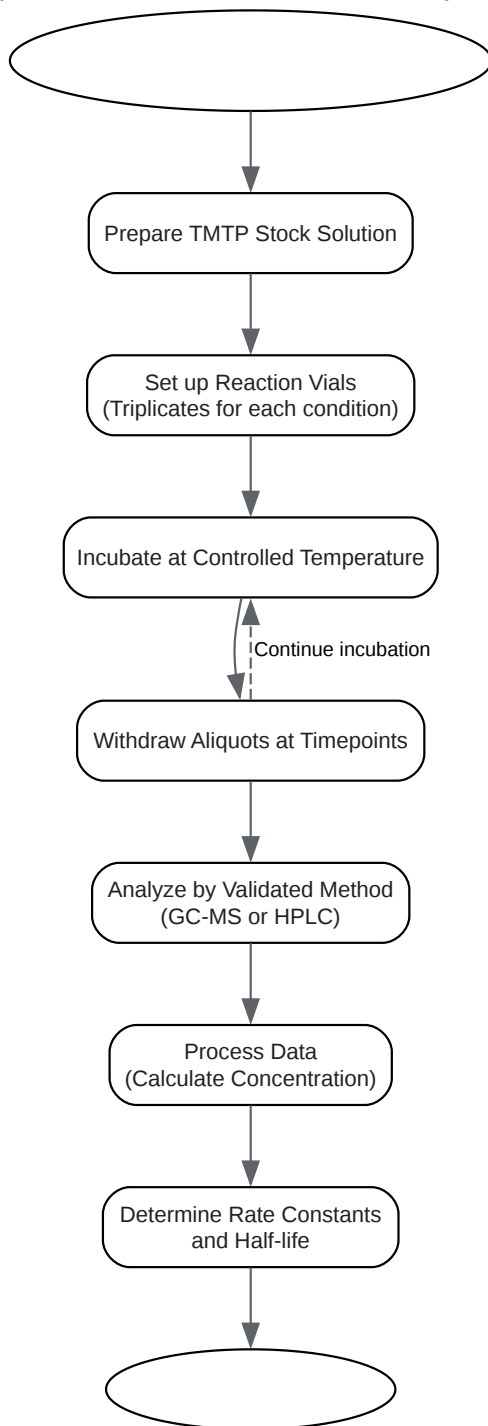 Prepare TMTP Stock Solution
Set up Reaction Vials
(Triplicates for each condition)
Incubate at Controlled Temperature
Continue incubation
Withdraw Aliquots at Timepoints
Analyze by Validated Method
(GC-MS or HPLC)
Process Data
(Calculate Concentration)
Determine Rate Constants
and Half-life